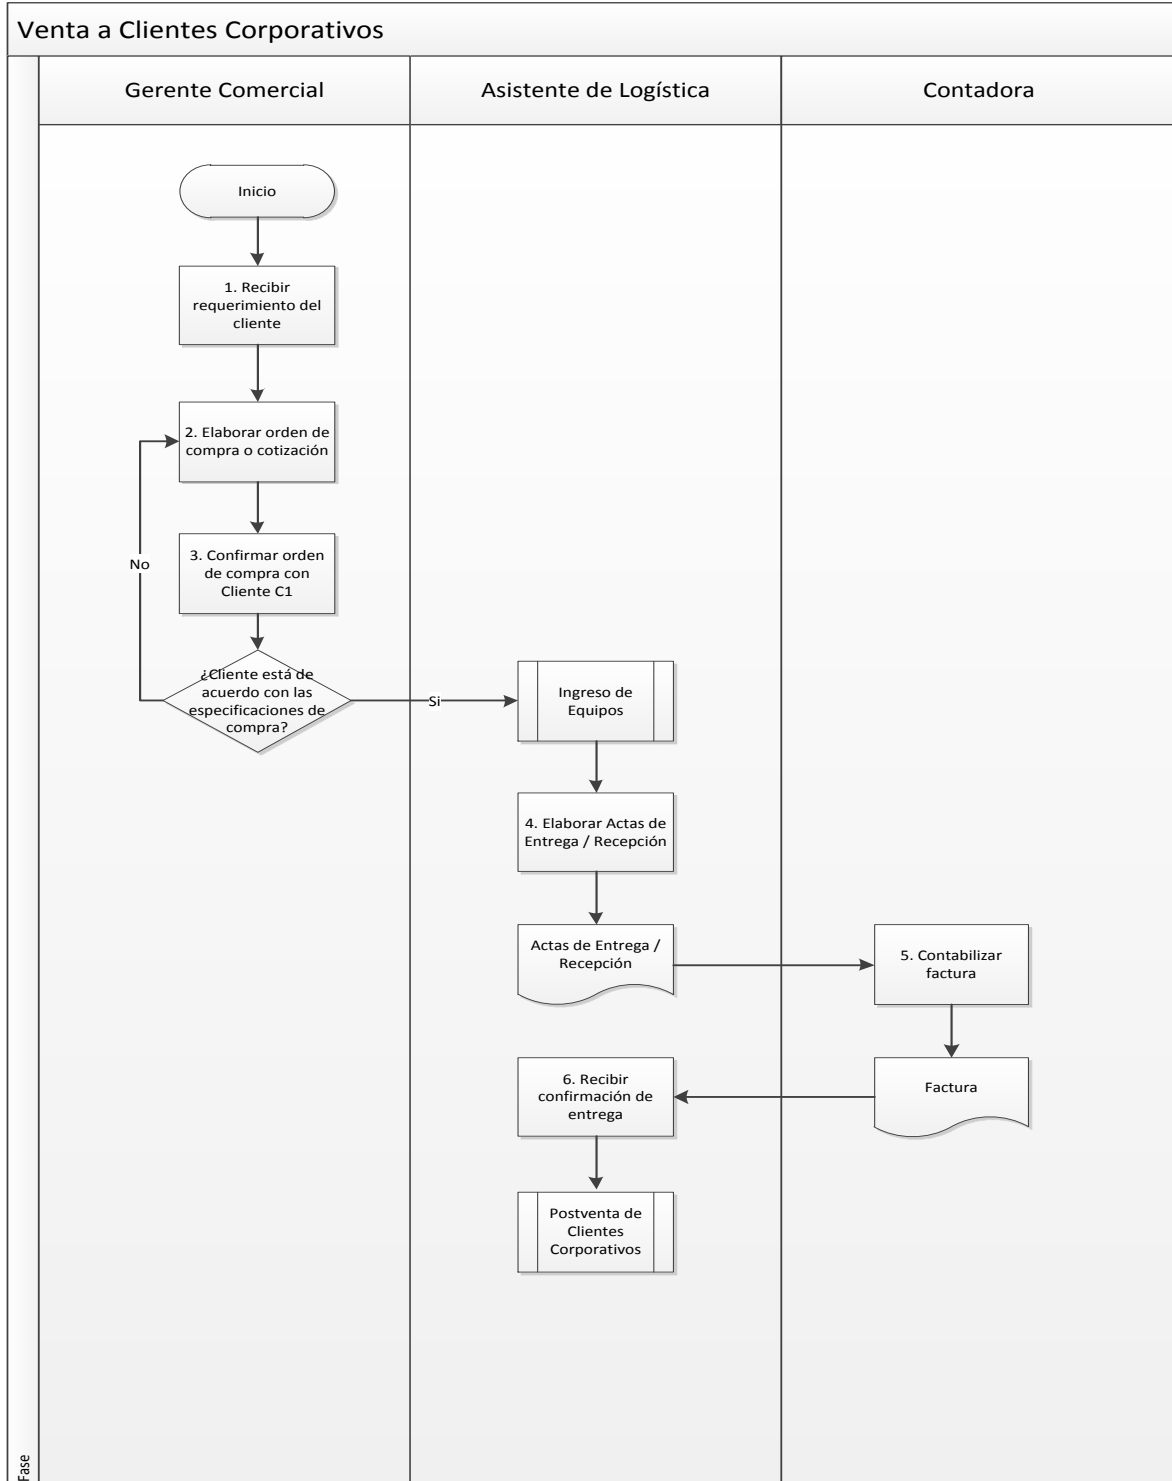 Venta a Clientes Corporativos
Gerente Comercial
Asistente de Logística
Contadora
Inicio
1. Recibir
requerimiento del
cliente
2. Elaborar orden de
compra o cotización
3. Confirmar orden
de compra con
Cliente C1
No
¿Cliente está de
acuerdo con las
especificaciones de
compra?
Si
Ingreso de
Equipos
4. Elaborar Actas de
Entrega / Recepción
Actas de Entrega /
Recepción
5. Contabilizar
factura
Factura
6. Recibir
confirmación de
entrega
Postventa de
Clientes
Corporativos
Fase